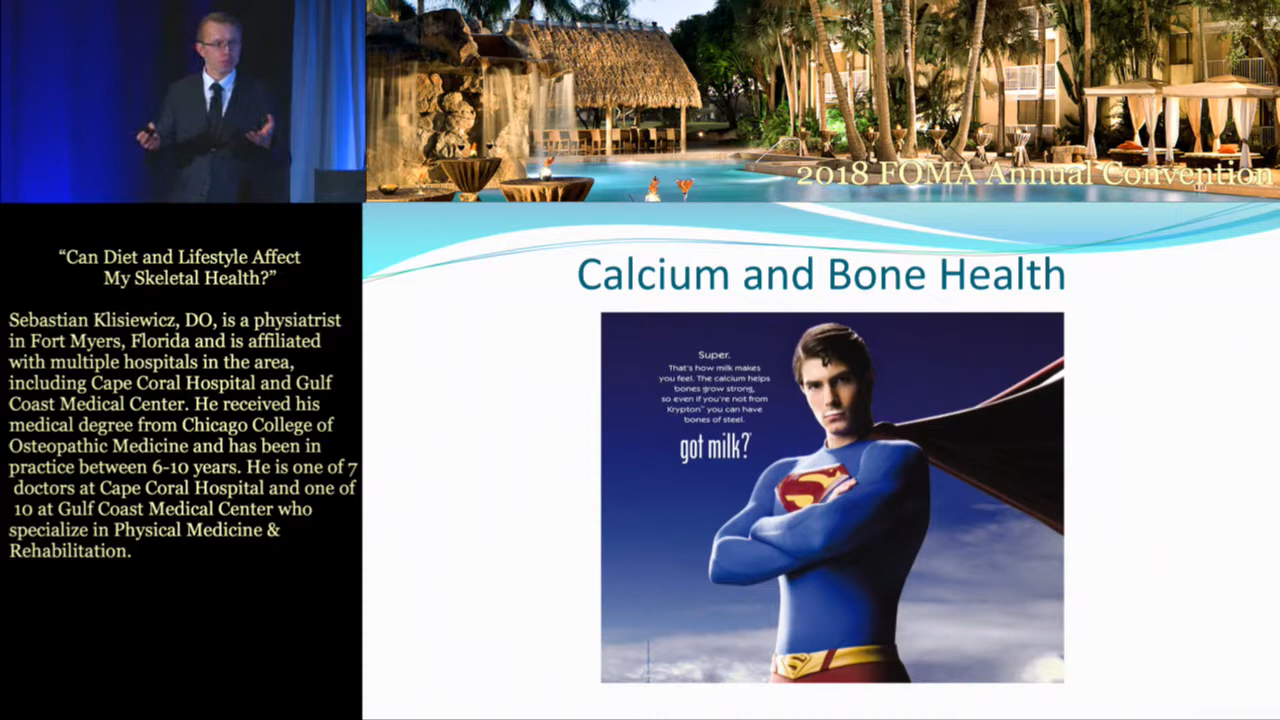 2018 FOMA Annual Convention
“Can Diet and Lifestyle Affect
My Skeletal Health?”
Sebastian Klisiewicz, DO, is a physiatrist
in Fort Myers, Florida and is affiliated
with multiple hospitals in the area,
including Cape Coral Hospital and Gulf
Coast Medical Center. He received his
medical degree from Chicago College of
Osteopathic Medicine and has been in
practice between 6-10 years. He is one of 7
doctors at Cape Coral Hospital and one of
10 at Gulf Coast Medical Center who
specialize in Physical Medicine &
Rehabilitation.
Calcium and Bone Health
Super.
That's how milk makes
you feel. The calcium helps
bones grow strong,
so even if you're not from
Krypton™ you can have
bones of steel.
got milk?®